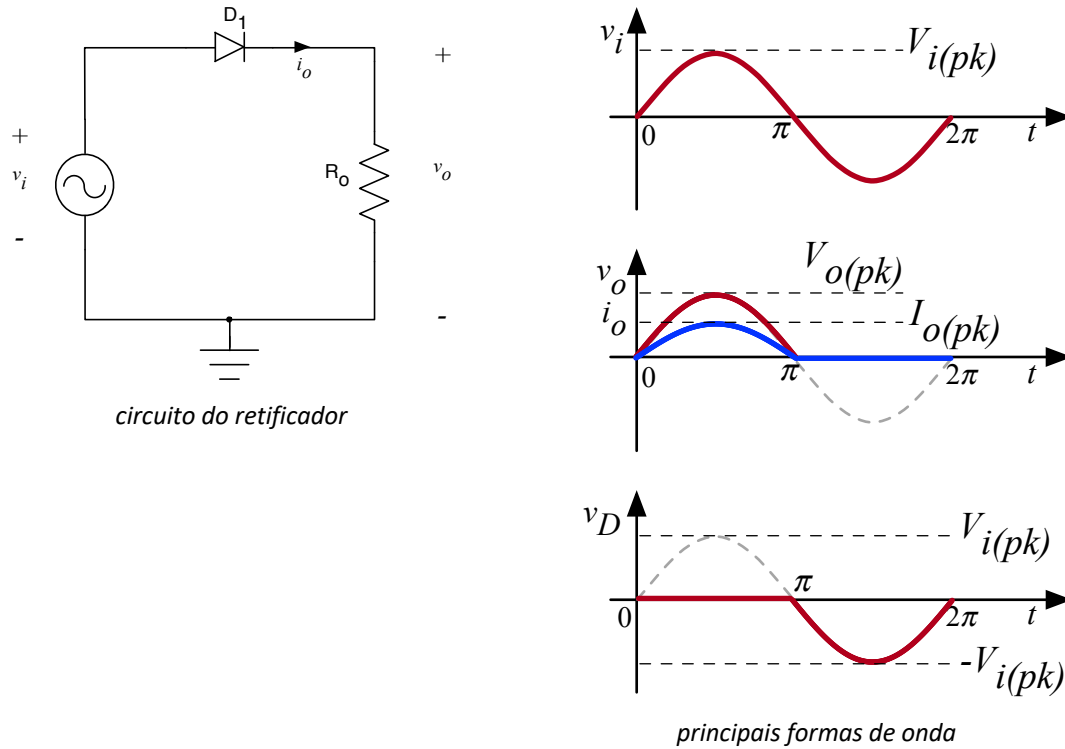 D1
io
+
+
vi
Ro
vo
-
-
circuito do retificador
vi
Vi(pk)
0
π
2π
t
vo
Vo(pk)
io
Io(pk)
0
π
2π
t
vD
Vi(pk)
π
0
2π
t
-Vi(pk)
principais formas de onda